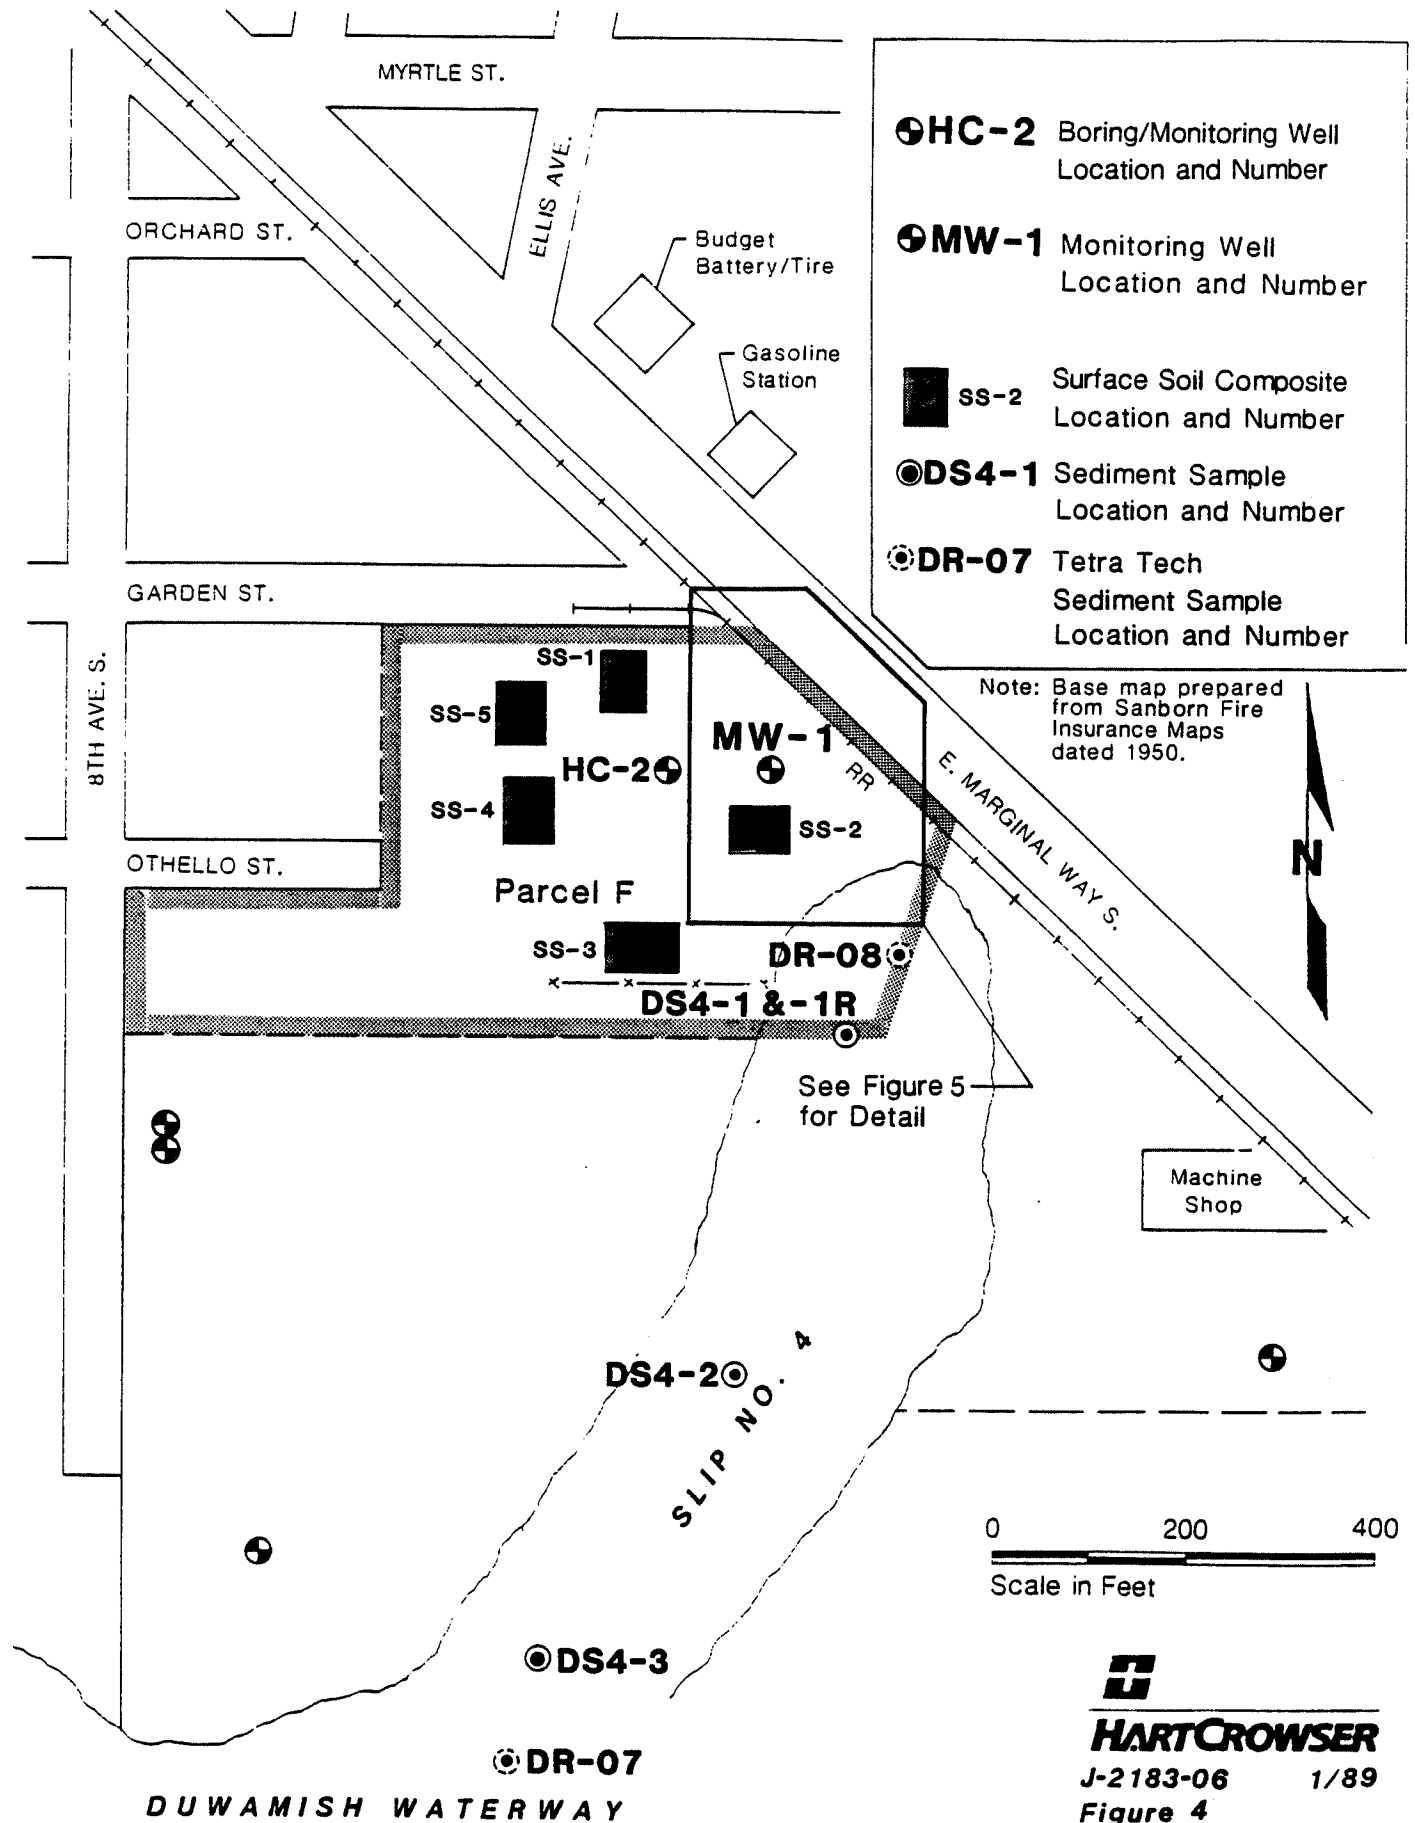 MYRTLE ST.
ELLIS AVE.
ORCHARD ST.
Budget
Battery/Tire
Gasoline
Station
HC-2 Boring/Monitoring Well
Location and Number
MW-1 Monitoring Well
Location and Number
SS-2 Surface Soil Composite
Location and Number
DS4-1 Sediment Sample
Location and Number
DR-07 Tetra Tech
Sediment Sample
Location and Number
Note: Base map prepared
from Sanborn Fire
Insurance Maps
dated 1950.
N
GARDEN ST.
8TH AVE. S.
SS-1
SS-5
MW-1
HC-2
RR
E. MARGINAL WAY S.
SS-4
SS-2
OTHELLO ST.
Parcel F
SS-3
DR-08
DS4-1 & -1R
See Figure 5
for Detail
Machine
Shop
DS4-2
SLIP NO. 4
0 200 400
Scale in Feet
DS4-3
DR-07
DUWAMISH WATERWAY
HARTCROWSER
J-2183-06 1/89
Figure 4